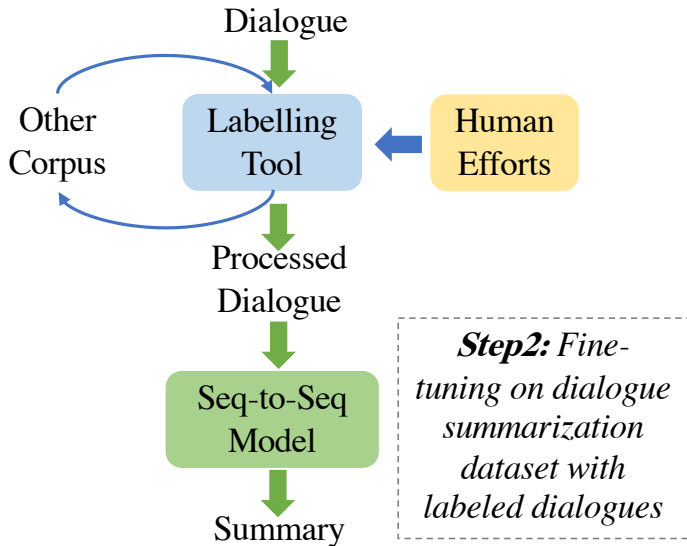 Dialogue
Other
Corpus
Labelling
Tool
Human
Efforts
Processed
Dialogue
Seq-to-Seq
Model
Summary
Step2: Fine-
tuning on dialogue
summarization
dataset with
labeled dialogues